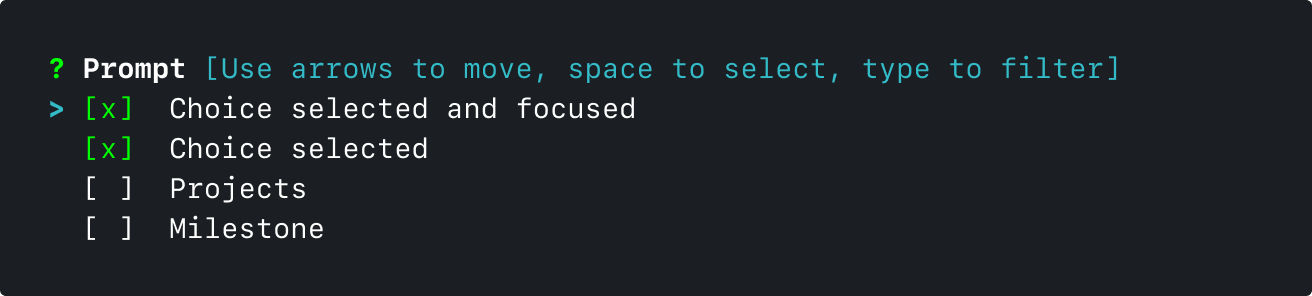 ? Prompt [Use arrows to move, space to select, type to filter]
> [x]  Choice selected and focused
  [x]  Choice selected
  [ ]  Projects
  [ ]  Milestone